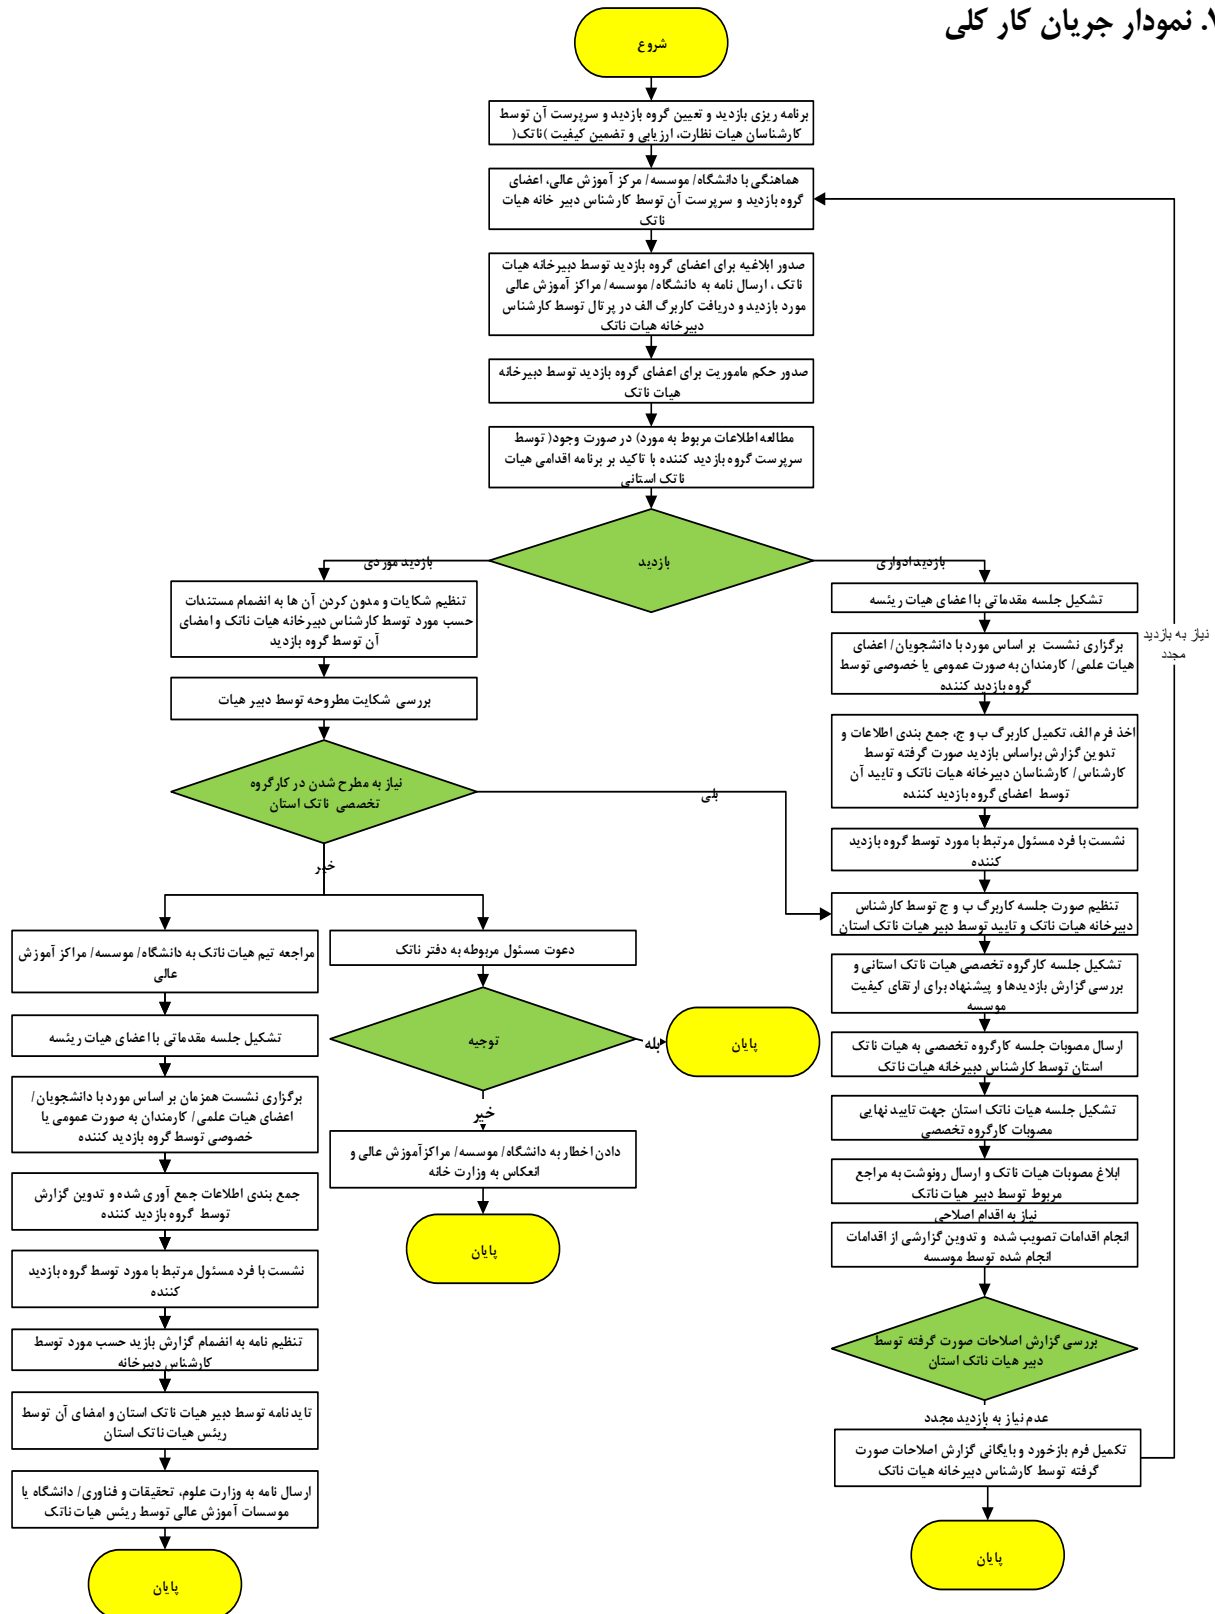 ۷. نمودار جریان کار کلی
شروع
برنامه ریزی بازدید و تعیین گروه بازدید و سرپرست آن توسط
کارشناسان هیات نظارت، ارزیابی و تضمین کیفیت )ناتک(
هماهنگی با دانشگاه/ موسسه/ مرکز آموزش عالی، اعضای
گروه بازدید و سرپرست آن توسط کارشناس دبیر خانه هیات
ناتک
صدور ابلاغیه برای اعضای گروه بازدید توسط دبیرخانه هیات
ناتک ، ارسال نامه به دانشگاه/ موسسه/ مراکز آموزش عالی
مورد بازدید و دریافت کاربرگ الف در پرتال توسط کارشناس
دبیرخانه هیات ناتک
صدور حکم ماموریت برای اعضای گروه بازدید توسط دبیرخانه
هیات ناتک
مطالعه اطلاعات مربوط به مورد) در صورت وجود( توسط
سرپرست گروه بازدید کننده با تاکید بر برنامه اقدامی هیات
ناتک استانی
بازدید
بازدید ادواری
تشکیل جلسه مقدماتی با اعضای هیات رئسه
برگزاری نشست بر اساس مورد با دانشجویان/ اعضای
هیات علمی/ کارمندان به صورت عمومی یا خصوصی توسط
گروه بازدید کننده
نیاز به بازدید
مجدد
اخذ فرم الف، تکمیل کاربرگ ب و ج، جمع بندی اطلاعات و
تدوین گزارش براساس بازدید صورت گرفته توسط
کارشناس/ کارشناسان دبیرخانه هیات ناتک و تایید آن
توسط اعضای گروه بازدید کننده
نشست با فرد مسئول مرتبط با مورد توسط گروه بازدید
کننده
تنظیم صورت جلسه کاربرگ ب و ج توسط کارشناس
دبیرخانه هیات ناتک و تایید توسط دبیر هیات ناتک استان
تشکیل جلسه کارگروه تخصصی هیات ناتک استانی و
بررسی گزارش بازدیدها و پیشنهاد برای ارتقای کیفیت
موسسه
ارسال مصوبات جلسه کارگروه تخصصی به هیات ناتک
استان توسط کارشناس دبیرخانه هیات ناتک
تشکیل جلسه هیات ناتک استان جهت تایید نهایی
مصوبات کارگروه تخصصی
ابلاغ مصوبات هیات ناتک و ارسال رونوشت به مراجع
مربوط توسط دبیر هیات ناتک
نیاز به اقدام اصلاحی
انجام اقدامات تصویب شده و تدوین گزارشی از اقدامات
انجام شده توسط موسسه
بررسی گزارش اصلاحات صورت گرفته توسط
دبیر هیات ناتک استان
عدم نیاز به بازدید مجدد
تکمیل فرم بازخورد و بایگانی گزارش اصلاحات صورت
گرفته توسط کارشناس دبیرخانه هیات ناتک
پایان
بازدید موردی
تنظیم شکایات و مدون کردن آن ها به انضمام مستندات
حسب مورد توسط کارشناس دبیرخانه هیات ناتک و امضای
آن توسط گروه بازدید
بررسی شکایت مطروحه توسط دبیر هیات
نیاز به مطرح شدن در کارگروه
تخصصی ناتک استان
بلی
خیر
دعوت مسئول مربوطه به دفتر ناتک
توجیه
بله
پایان
خیر
دادن اخطار به دانشگاه/ موسسه/ مراکزآموزش عالی و
انعکاس به وزارت خانه
پایان
مراجعه تیم هیات ناتک به دانشگاه/ موسسه/ مراکز آموزش
عالی
تشکیل جلسه مقدماتی با اعضای هیات رئسه
برگزاری نشست همزمان بر اساس مورد با دانشجویان/
اعضای هیات علمی/ کارمندان به صورت عمومی یا
خصوصی توسط گروه بازدید کننده
جمع بندی اطلاعات جمع آوری شده و تدوین گزارش
توسط گروه بازدید کننده
نشست با فرد مسئول مرتبط با مورد توسط گروه بازدید
کننده
تنظیم نامه به انضمام گزارش بازید حسب مورد توسط
کارشناس دبیرخانه
تاید نامه توسط دبیر هیات ناتک استان و امضای آن توسط
ریئس هیات ناتک استان
ارسال نامه به وزارت علوم، تحقیقات و فناوری/ دانشگاه یا
موسسات آموزش عالی توسط ریئس هیات ناتک
پایان